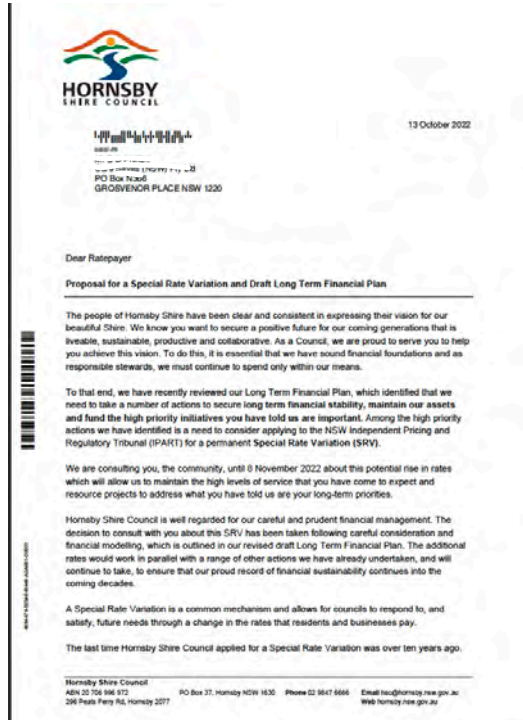 HORNSBY
SHIRE COUNCIL
13 October 2022
PO Box
GROSVENOR PLACE NSW 1220
Dear Ratepayer
Proposal for a Special Rate Variation and Draft Long Term Financial Plan
The people of Hornsby Shire have been clear and consistent in expressing their vision for our
beautiful Shire. We know you want to secure a positive future for our coming generations that is
liveable, sustainable, productive and collaborative. As a Council, we are proud to serve you to help
you achieve this vision. To do this, it is essential that we have sound financial foundations and as
responsible stewards, we must continue to spend only within our means.
To that end, we have recently reviewed our Long Term Financial Plan, which identified that we
need to take a number of actions to secure long term financial stability, maintain our assets
and fund the high priority initiatives you have told us are important. Among the high priority
actions we have identified is a need to consider applying to the NSW Independent Pricing and
Regulatory Tribunal (IPART) for a permanent Special Rate Variation (SRV).
We are consulting you, the community, until 8 November 2022 about this potential rise in rates
which will allow us to maintain the high levels of service that you have come to expect and
resource projects to address what you have told us are your long-term priorities.
Hornsby Shire Council is well regarded for our careful and prudent financial management. The
decision to consult with you about this SRV has been taken following careful consideration and
financial modelling, which is outlined in our revised draft Long Term Financial Plan. The additional
rates would work in parallel with a range of other actions we have already undertaken, and will
continue to take, to ensure that our proud record of financial sustainability continues into the
coming decades.
A Special Rate Variation is a common mechanism and allows for councils to respond to, and
satisfy, future needs through a change in the rates that residents and businesses pay.
The last time Hornsby Shire Council applied for a Special Rate Variation was over ten years ago.
Hornsby Shire Council
ABN 20 706 996 972 PO Box 37, Hornsby NSW 1630 Phone 02 9847 6666 Email hsc@hornsby.nsw.gov.au
296 Peats Ferry Rd, Hornsby 2077 Web hornsby.nsw.gov.au